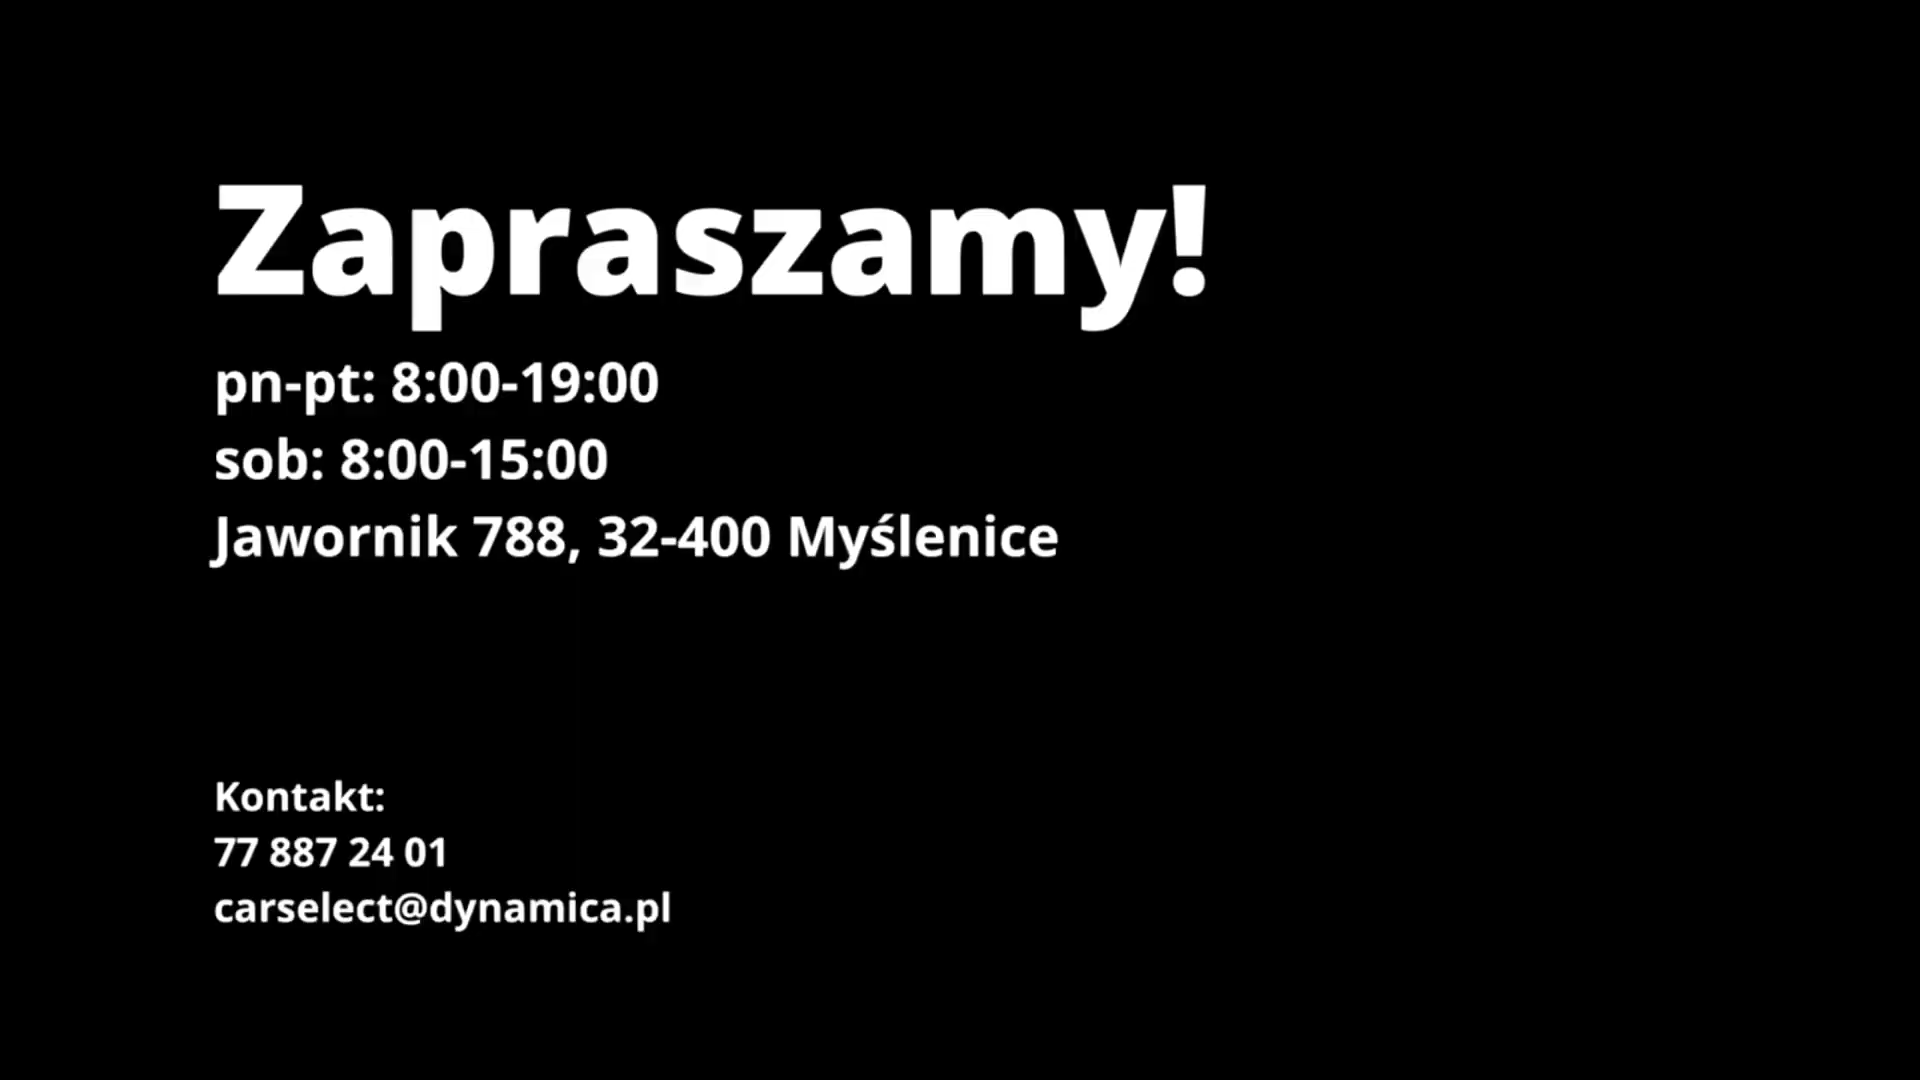 Zapraszamy!
pn-pt: 8:00-19:00
sob: 8:00-15:00
Jawornik 788, 32-400 Myślenice
Kontakt:
77 887 24 01
carselect@dynamica.pl